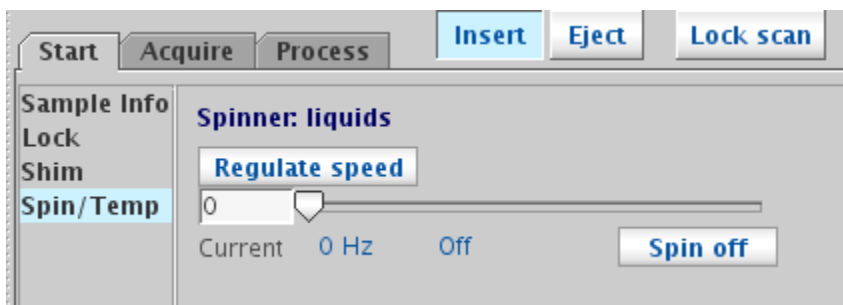 Start Acquire Process Insert Eject Lock scan
Sample Info
Lock
Shim
Spin/Temp
Spinner: liquids
Regulate speed
0
Current 0 Hz Off Spin off